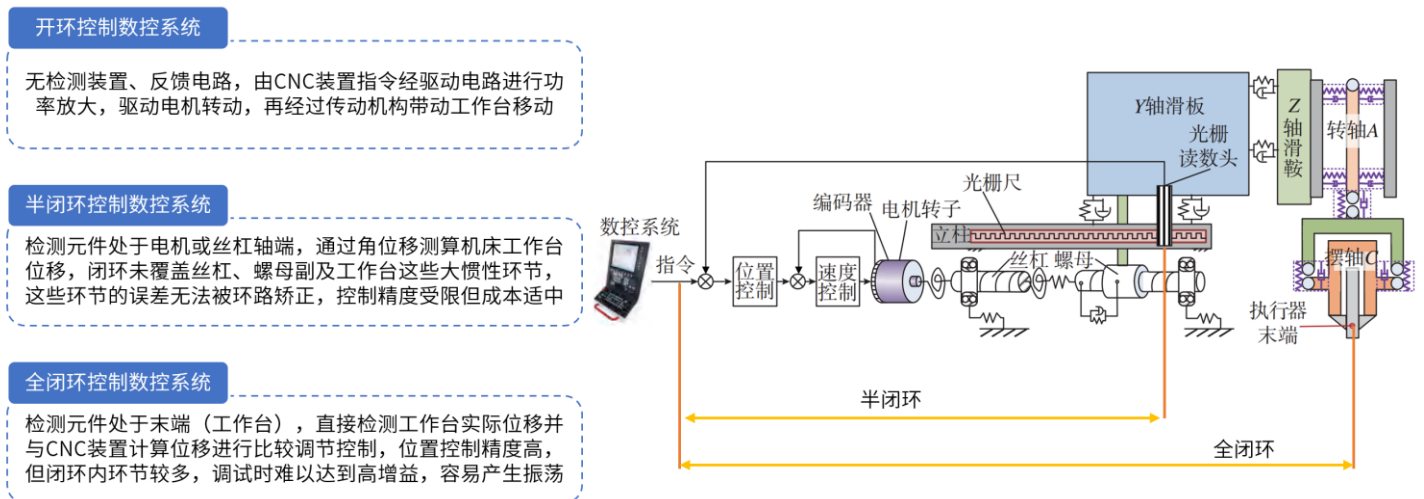 开环控制数控系统
无检测装置、反馈电路，由CNC装置指令经驱动电路进行功
率放大，驱动电机转动，再经过传动机构带动工作台移动
半闭环控制数控系统
检测元件处于电机或丝杠轴端，通过角位移测算机床工作台
位移，闭环未覆盖丝杠、螺母副及工作台这些大惯性环节，
这些环节的误差无法被环路矫正，控制精度受限但成本适中
全闭环控制数控系统
检测元件处于末端（工作台），直接检测工作台实际位移并
与CNC装置计算位移进行比较调节控制，位置控制精度高，
但闭环内环节较多，调试时难以达到高增益，容易产生振荡
Y轴滑板
光栅
读数头
Z
轴
滑
鞍
转轴A
光栅尺
编码器
电机转子
立柱
数控系统
指令
位置
控制
速度
控制
丝杠
螺母
摆轴C
执行器
末端
半闭环
全闭环